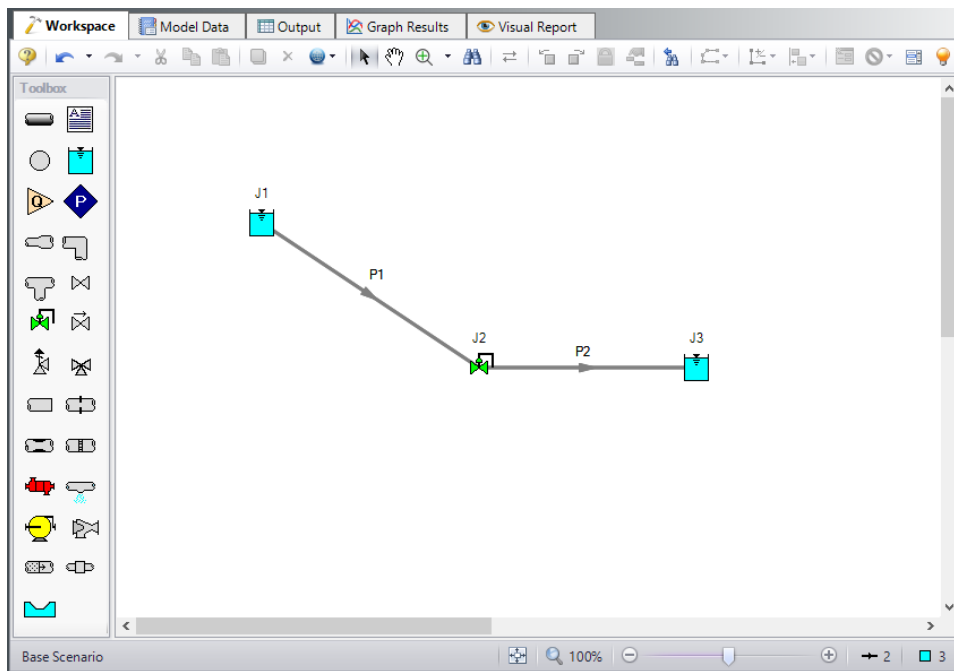 Workspace Model Data Output Graph Results Visual Report
Toolbox
A
Q P
J1
P1
J2
P2
J3
Base Scenario 100% 2 3